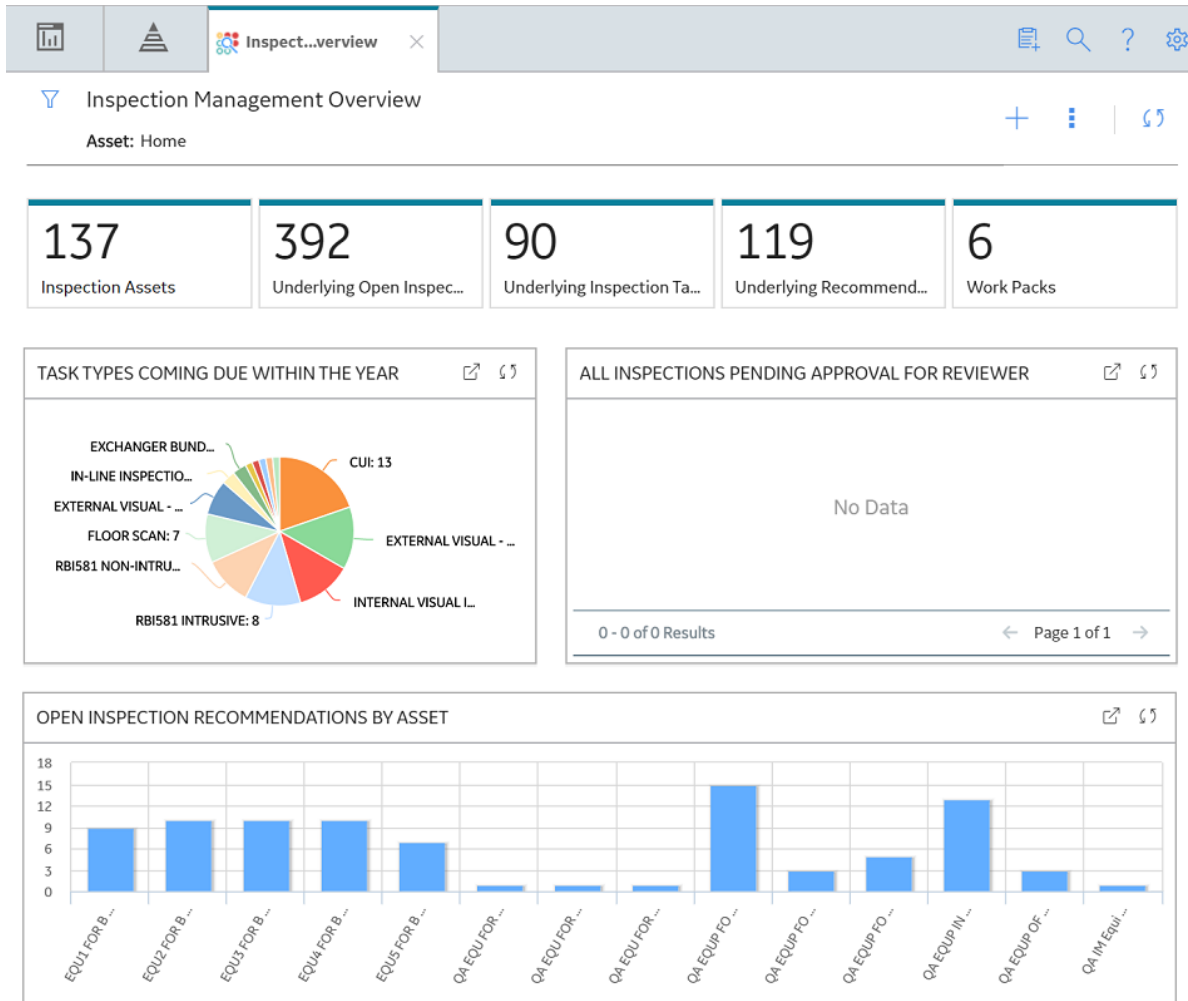 Inspect...verview
?
Inspection Management Overview
Asset: Home
137
Inspection Assets
392
Underlying Open Inspec...
90
Underlying Inspection Ta...
119
Underlying Recommend...
6
Work Packs
TASK TYPES COMING DUE WITHIN THE YEAR
EXCHANGER BUND...
IN-LINE INSPECTIO...
EXTERNAL VISUAL - ...
FLOOR SCAN: 7
RBI581 NON-INTRU...
RBI581 INTRUSIVE: 8
CUI: 13
EXTERNAL VISUAL - ...
INTERNAL VISUAL I...
ALL INSPECTIONS PENDING APPROVAL FOR REVIEWER
No Data
0 - 0 of 0 Results
Page 1 of 1
OPEN INSPECTION RECOMMENDATIONS BY ASSET
18
15
12
9
6
3
0
EQU1 FOR B ...
EQU2 FOR B ...
EQU3 FOR B ...
EQU4 FOR B ...
EQU5 FOR B ...
QA EQU FOR ...
QA EQU FOR ...
QA EQU FOR ...
QA EQUP FO ...
QA EQUP FO ...
QA EQUP FO ...
QA EQUP IN ...
QA EQUP OF ...
QA IM Equi ...